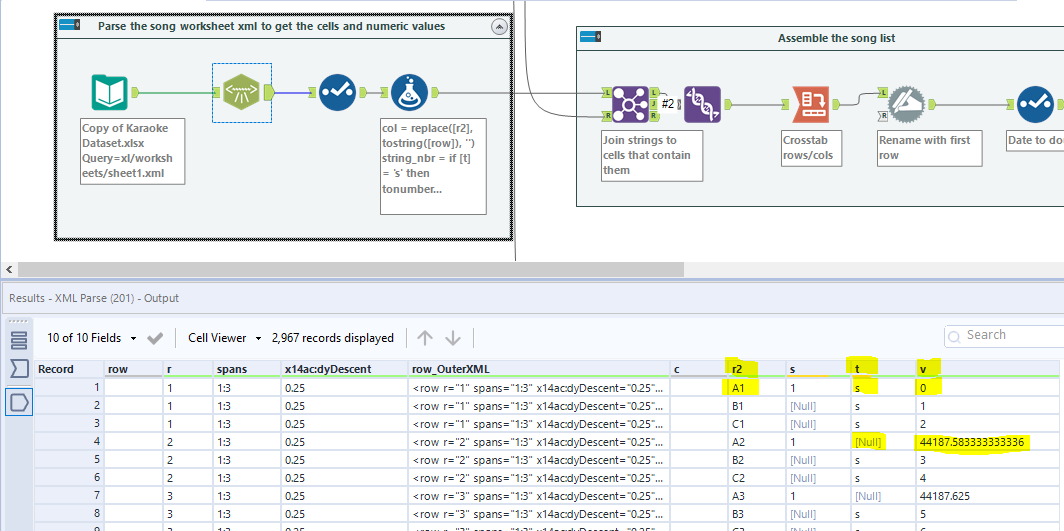 Parse the song worksheet xml to get the cells and numeric values
Assemble the song list
#2
Copy of Karaoke
Dataset.xlsx
Query=xl/worksh
eets/sheet1.xml
col = replace([r2],
tostring([row]), '')
string_nbr = if [t]
= 's' then
tonumber...
Join strings to
cells that contain
them
Crosstab
rows/cols
Rename with first
row
Date to do
L
J
R
L
R
L
R
Results - XML Parse (201) - Output
10 of 10 Fields Cell Viewer 2,967 records displayed Search
Record row r spans x14ac:dyDescent row_OuterXML c r2 s t v
1 1 1:3 0.25 <row r="1" spans="1:3" x14ac:dyDescent="0.25"... A1 1 s 0
2 1 1:3 0.25 <row r="1" spans="1:3" x14ac:dyDescent="0.25"... B1 [Null] s 1
3 1 1:3 0.25 <row r="1" spans="1:3" x14ac:dyDescent="0.25"... C1 [Null] s 2
4 2 1:3 0.25 <row r="2" spans="1:3" x14ac:dyDescent="0.25"... A2 1 [Null] 44187.583333333336
5 2 1:3 0.25 <row r="2" spans="1:3" x14ac:dyDescent="0.25"... B2 [Null] s 3
6 2 1:3 0.25 <row r="2" spans="1:3" x14ac:dyDescent="0.25"... C2 [Null] s 4
7 3 1:3 0.25 <row r="3" spans="1:3" x14ac:dyDescent="0.25"... A3 1 [Null] 44187.625
8 3 1:3 0.25 <row r="3" spans="1:3" x14ac:dyDescent="0.25"... B3 [Null] s 5